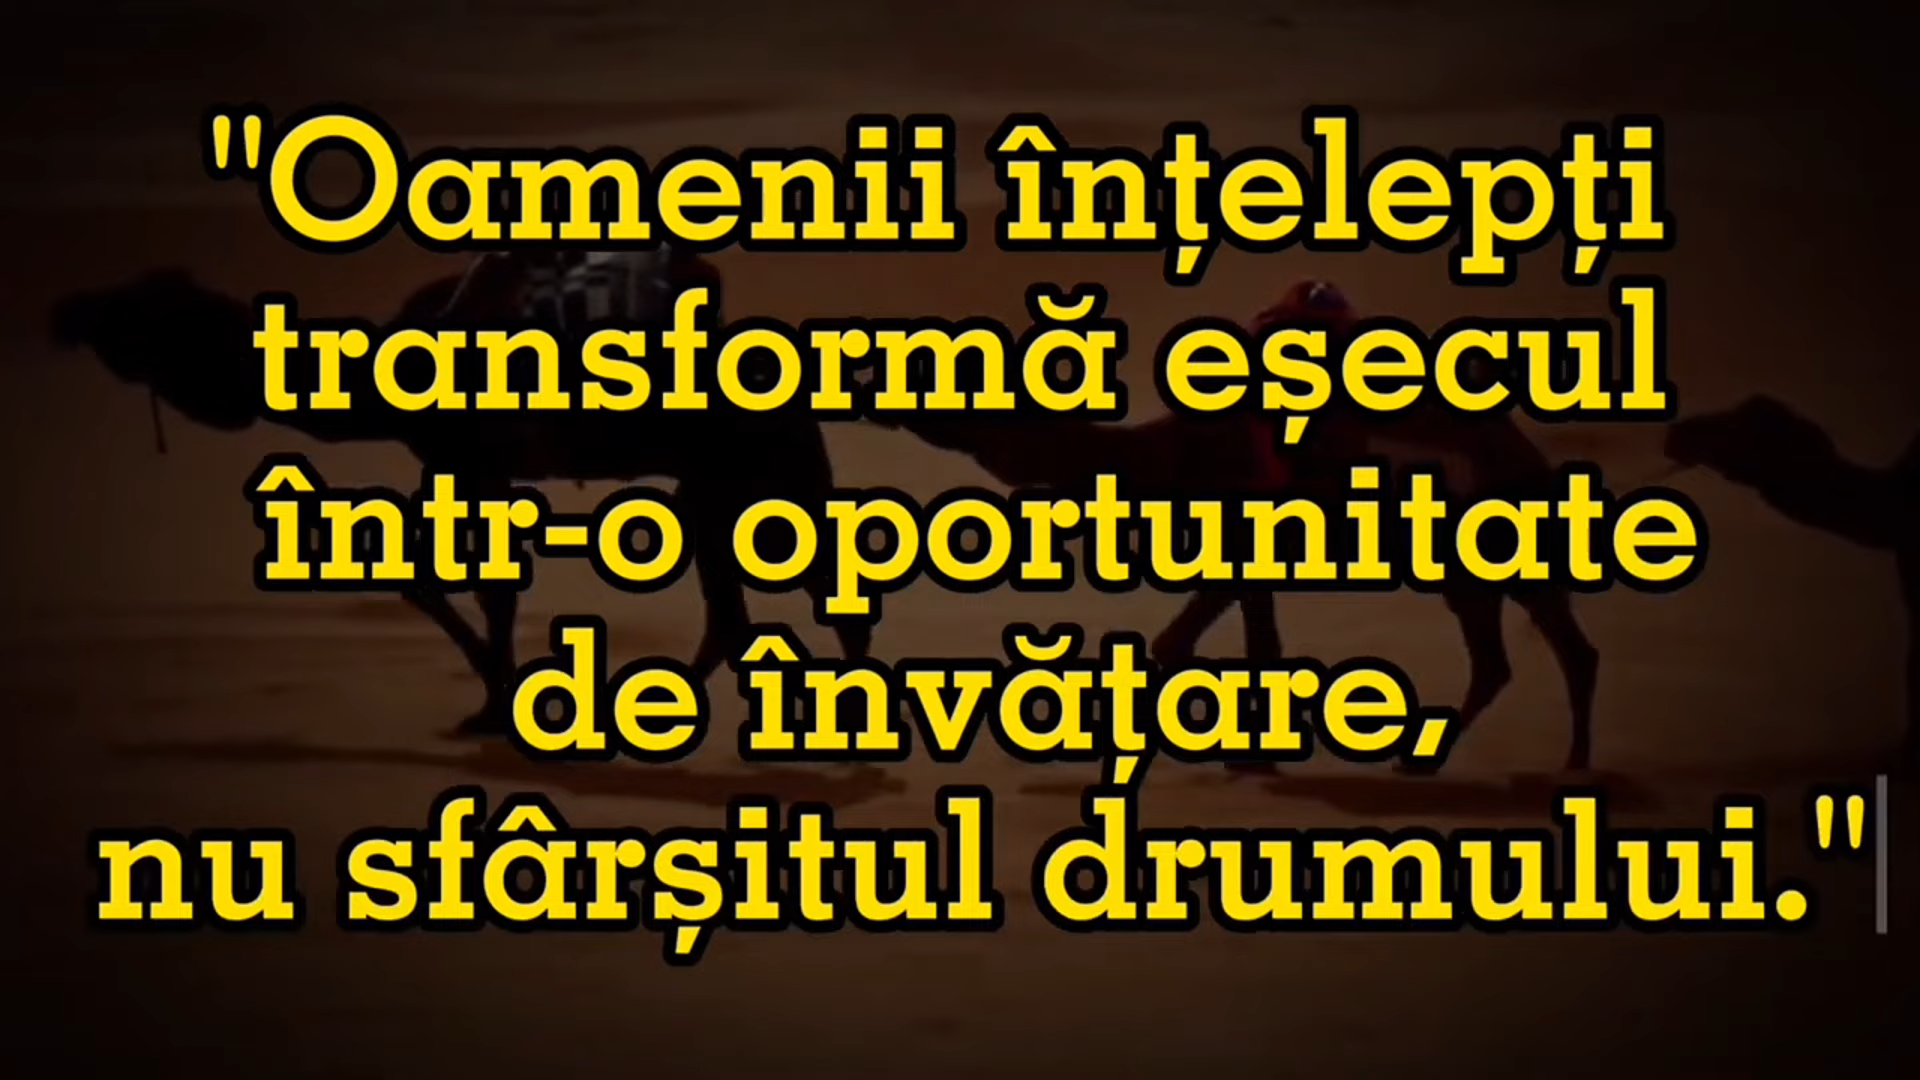 "Oamenii înțelepți
transformă eșecul
într-o oportunitate
de învățare,
nu sfârșitul drumului."